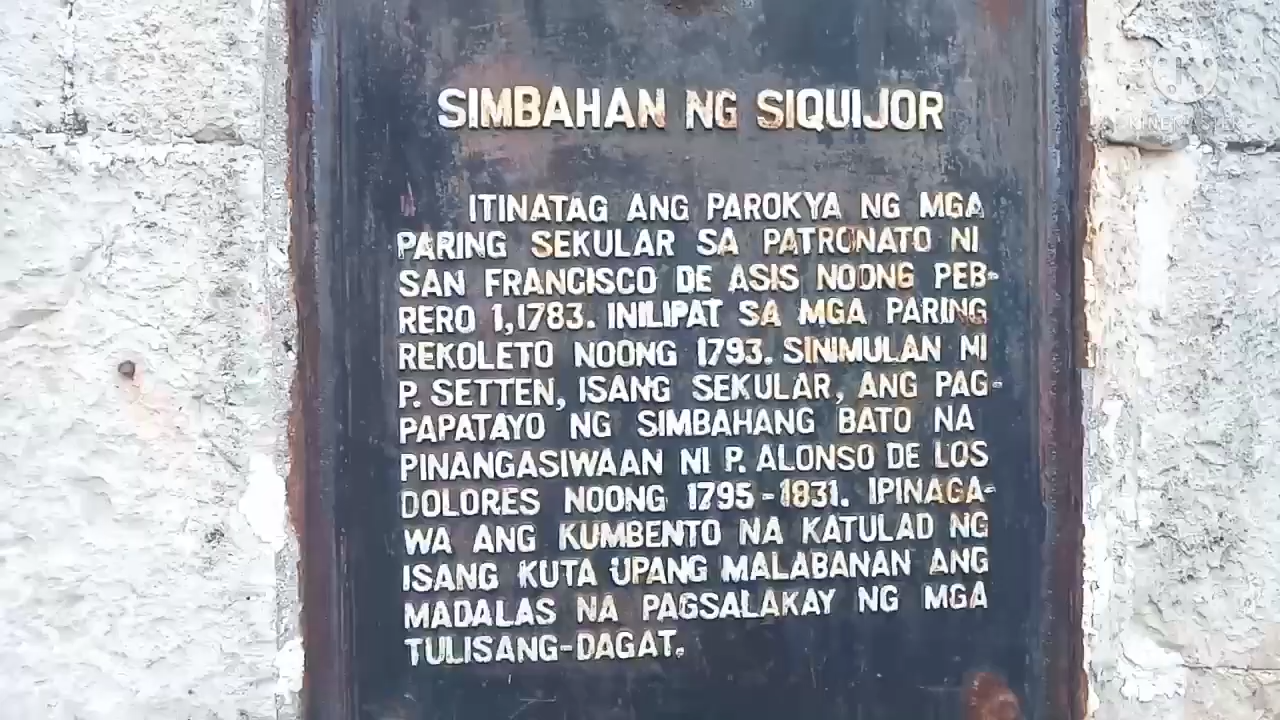 SIMBAHAN NG SIQUIJOR
ITINATAG ANG PAROKYA NG MGA
PARING SEKULAR SA PATRONATO NI
SAN FRANCISCO DE ASIS NOONG PEB-
RERO 1,1783. INILIPAT SA MGA PARING
REKOLETO NOONG 1793. SINIMULAN NI
P. SETTEN, ISANG SEKULAR, ANG PAG-
PAPATAYO NG SIMBAHANG BATO NA
PINANGASIWAAN NI P. ALONSO DE LOS
DOLORES NOONG 1795-1831. IPINAGA-
WA ANG KUMBENTO NA KATULAD NG
ISANG KUTA UPANG MALABANAN ANG
MADALAS NA PAGSALAKAY NG MGA
TULISANG-DAGAT.